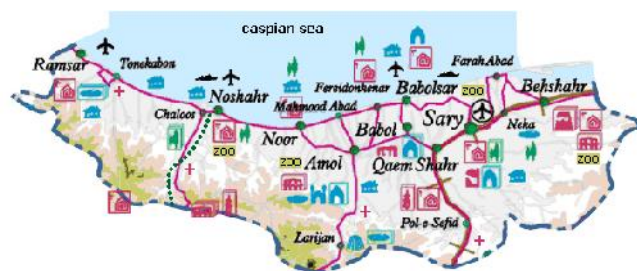 caspian sea
Ramsar
Tonekabon
Farah Abad
Noskahr
Fereidonkenar
Babolsar
ZOO
Behshahr
Chaloos
Mahmood Abad
Noor
Babol
Sary
Neka
ZOO
ZOO
Amol
Qaem Shahr
ZOO
Pol-e-Sefid
Larijan